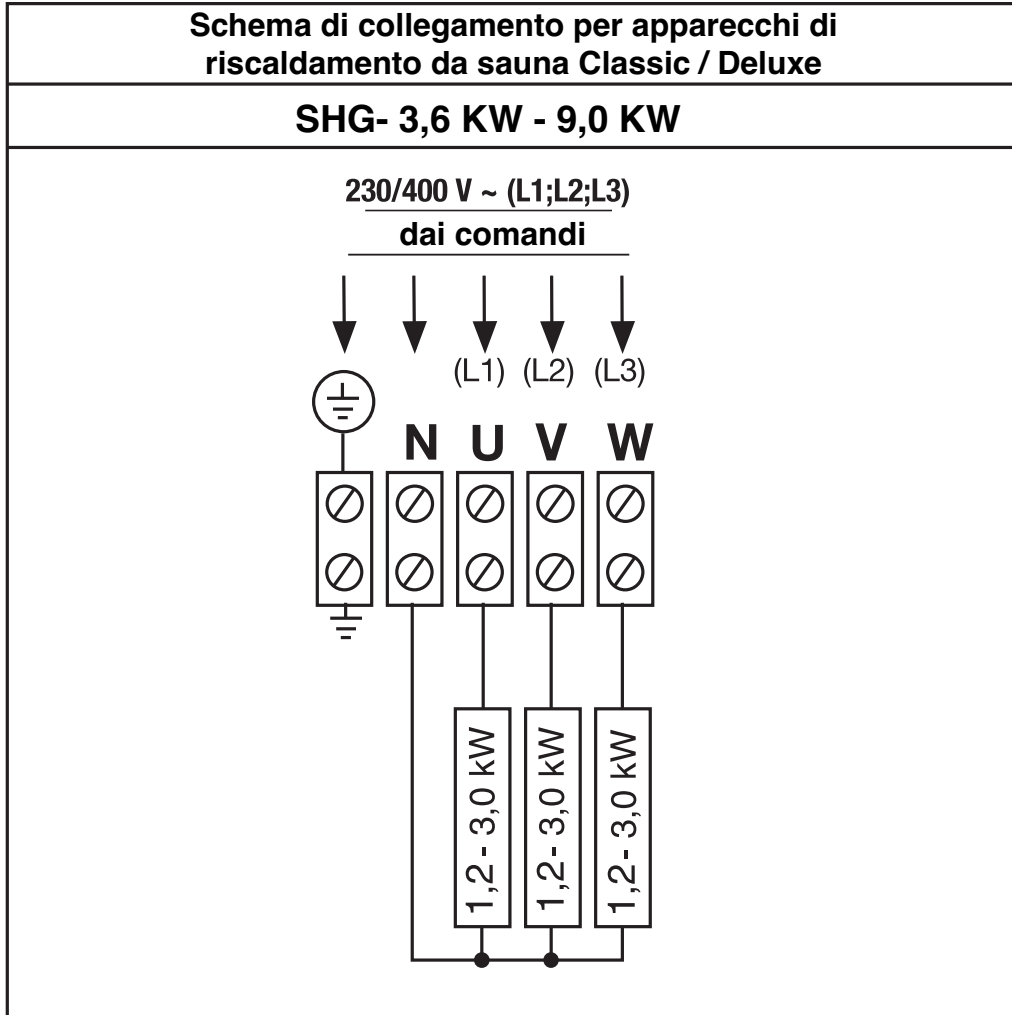 Schema di collegamento per apparecchi di
riscaldamento da sauna Classic / Deluxe
SHG- 3,6 KW - 9,0 KW
230/400 V ~ (L1;L2;L3)
dai comandi
(L1) (L2) (L3)
N U V W
1,2 - 3,0 kW
1,2 - 3,0 kW
1,2 - 3,0 kW